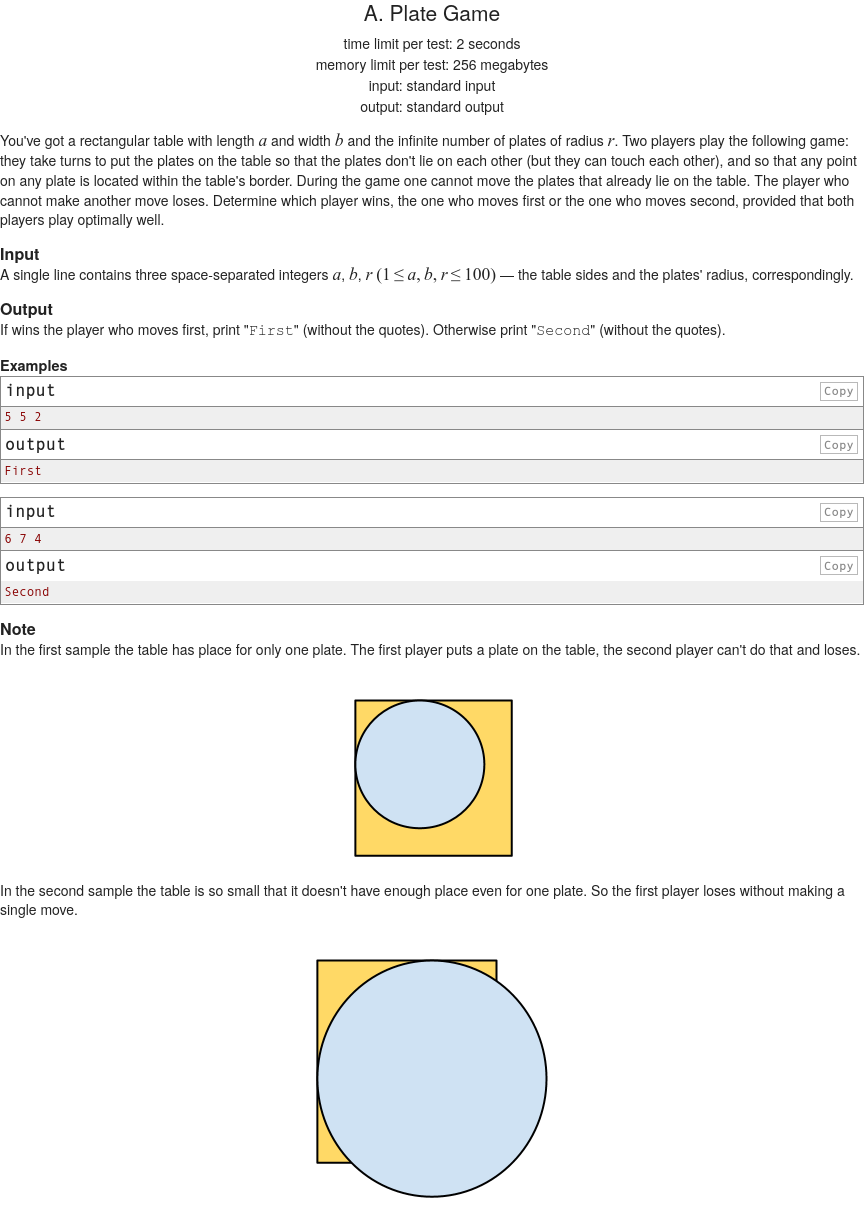 A. Plate Game
time limit per test: 2 seconds
memory limit per test: 256 megabytes
input: standard input
output: standard output
You've got a rectangular table with length a and width b and the infinite number of plates of radius r. Two players play the following game:
they take turns to put the plates on the table so that the plates don't lie on each other (but they can touch each other), and so that any point
on any plate is located within the table's border. During the game one cannot move the plates that already lie on the table. The player who
cannot make another move loses. Determine which player wins, the one who moves first or the one who moves second, provided that both
players play optimally well.
Input
A single line contains three space-separated integers a, b, r (1 ≤ a, b, r ≤ 100) — the table sides and the plates' radius, correspondingly.
Output
If wins the player who moves first, print "First" (without the quotes). Otherwise print "Second" (without the quotes).
Examples
input
Copy
5 5 2
output
Copy
First
input
Copy
6 7 4
output
Copy
Second
Note
In the first sample the table has place for only one plate. The first player puts a plate on the table, the second player can't do that and loses.
In the second sample the table is so small that it doesn't have enough place even for one plate. So the first player loses without making a
single move.